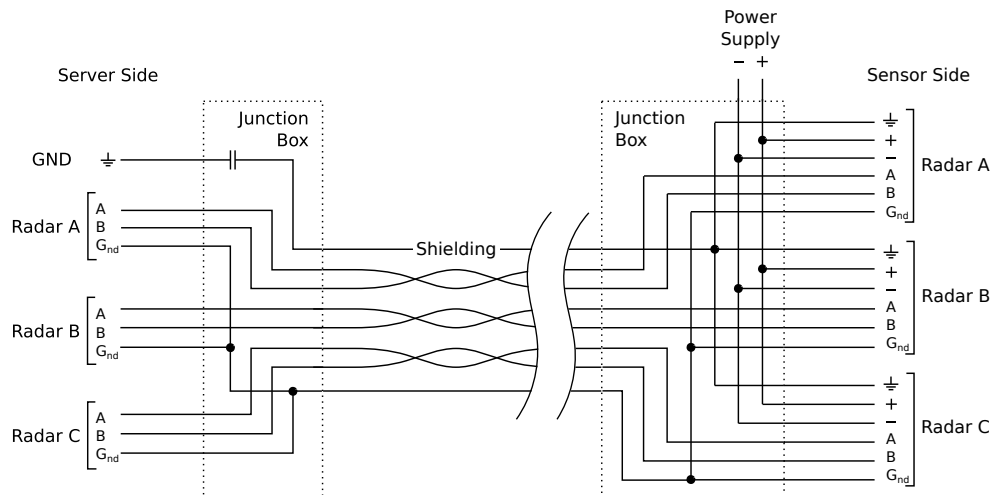 Power
Supply
− +
Server Side
Sensor Side
Junction
Box
Junction
Box
GND
Radar A
A
B
Gnd
Radar B
A
B
Gnd
Radar C
A
B
Gnd
Shielding
+
−
A
B
Gnd
Radar A
+
−
A
B
Gnd
Radar B
+
−
A
B
Gnd
Radar C